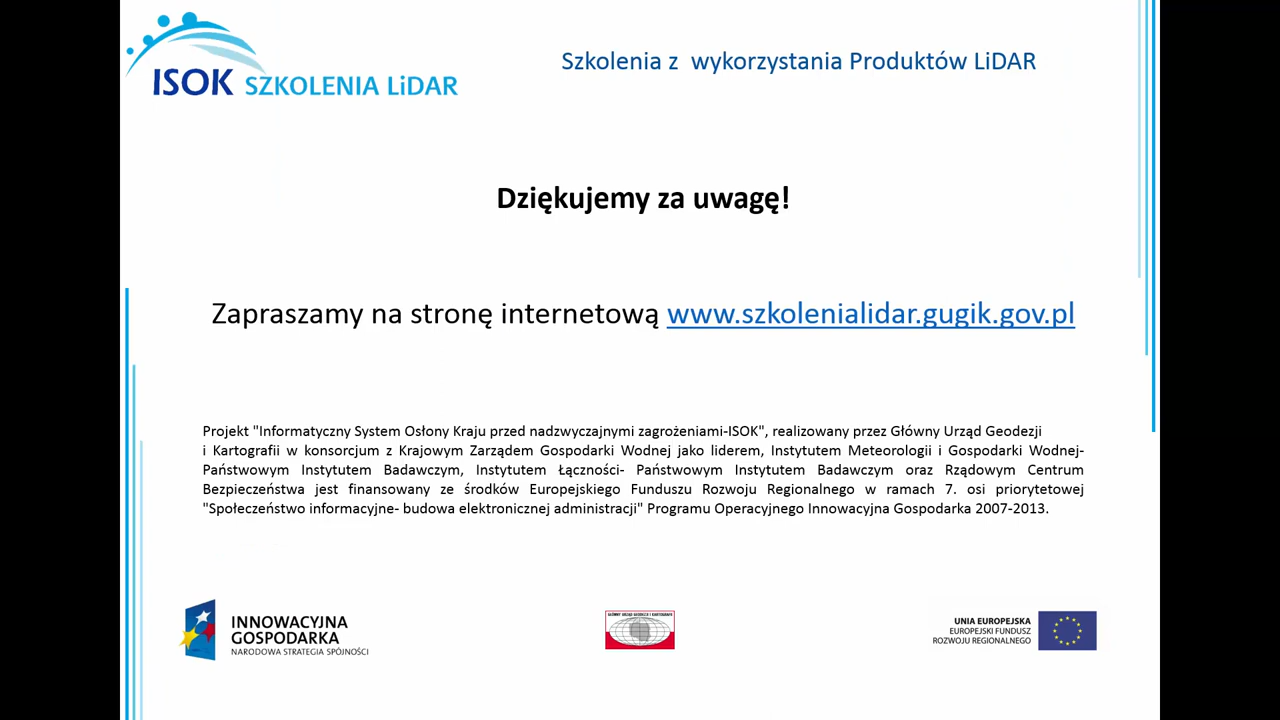 ISOK SZKOLENIA LiDAR
Szkolenia z wykorzystania Produktów LiDAR
Dziękujemy za uwagę!
Zapraszamy na stronę internetową www.szkolenialidar.gugik.gov.pl
Projekt "Informatyczny System Osłony Kraju przed nadzwyczajnymi zagrożeniami-ISOK", realizowany przez Główny Urząd Geodezji
i Kartografii w konsorcjum z Krajowym Zarządem Gospodarki Wodnej jako liderem, Instytutem Meteorologii i Gospodarki Wodnej-
Państwowym Instytutem Badawczym, Instytutem Łączności- Państwowym Instytutem Badawczym oraz Rządowym Centrum
Bezpieczeństwa jest finansowany ze środków Europejskiego Funduszu Rozwoju Regionalnego w ramach 7. osi priorytetowej
"Społeczeństwo informacyjne- budowa elektronicznej administracji" Programu Operacyjnego Innowacyjna Gospodarka 2007-2013.
INNOWACYJNA
GOSPODARKA
NARODOWA STRATEGIA SPÓJNOŚCI
GŁÓWNY URZĄD GEODEZJI I KARTOGRAFII
UNIA EUROPEJSKA
EUROPEJSKI FUNDUSZ
ROZWOJU REGIONALNEGO